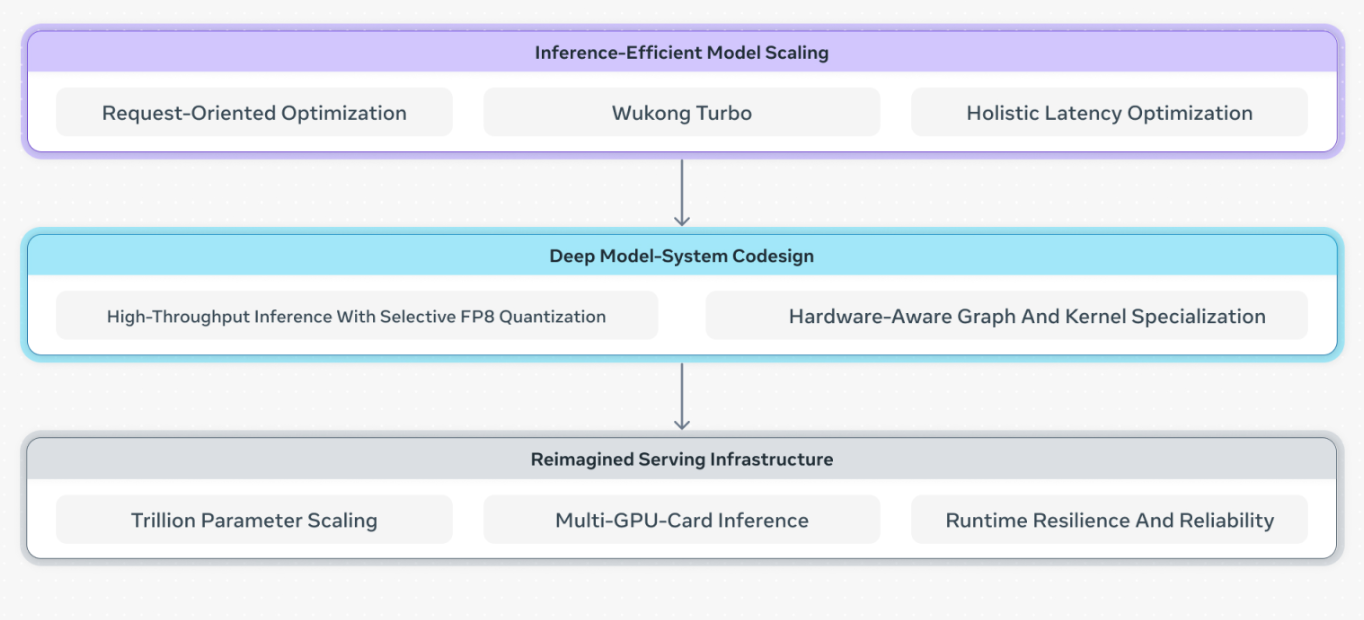 Inference-Efficient Model Scaling
Request-Oriented Optimization
Wukong Turbo
Holistic Latency Optimization
Deep Model-System Codesign
High-Throughput Inference With Selective FP8 Quantization
Hardware-Aware Graph And Kernel Specialization
Reimagined Serving Infrastructure
Trillion Parameter Scaling
Multi-GPU-Card Inference
Runtime Resilience And Reliability